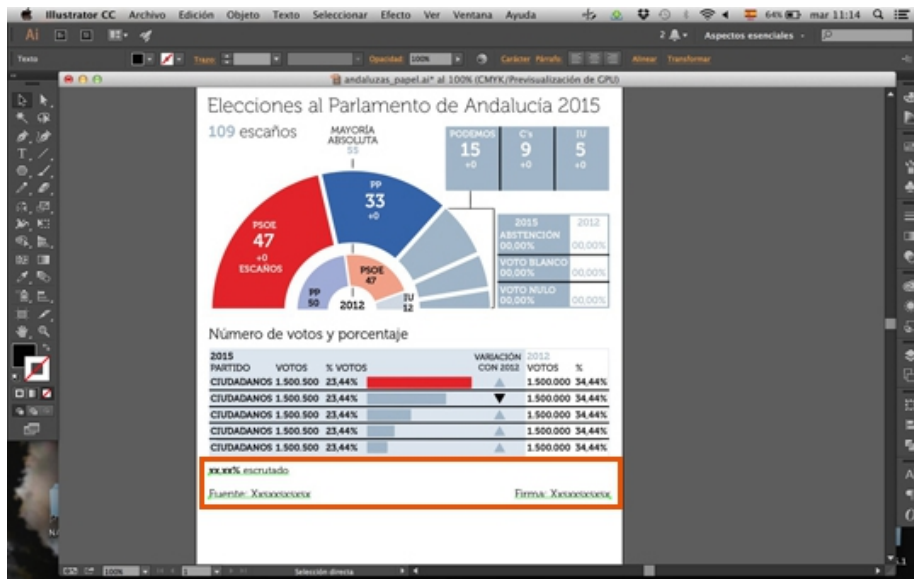 Illustrator CC Archivo Edición Objeto Texto Seleccionar Efecto Ver Ventana Ayuda 64% mar 11:14
Ai 2 Aspectos esenciales
Texto Trazo: Opacidad: 100% Carácter Párrafo: Alinear Transformar
andaluzas_papel.ai* al 100% (CMYK/Previsualización de GPU)
Elecciones al Parlamento de Andalucía 2015
109 escaños
MAYORÍA
ABSOLUTA
55
PODEMOS C's IU
15 9 5
+0 +0 +0
PP
33
+0
PSOE
47
+0
ESCAÑOS
PP
50
PSOE
47
IU
12
2012
2015 2012
ABSTENCIÓN
00,00% 00,00%
VOTO BLANCO
00,00% 00,00%
VOTO NULO
00,00% 00,00%
Número de votos y porcentaje
2015 VARIACIÓN 2012
PARTIDO VOTOS % VOTOS CON 2012 VOTOS %
CIUDADANOS 1.500.500 23,44% 1.500.000 34,44%
CIUDADANOS 1.500.500 23,44% 1.500.000 34,44%
CIUDADANOS 1.500.500 23,44% 1.500.000 34,44%
CIUDADANOS 1.500.500 23,44% 1.500.000 34,44%
CIUDADANOS 1.500.500 23,44% 1.500.000 34,44%
xx,xx% escrutado
100% 1 Selección directa